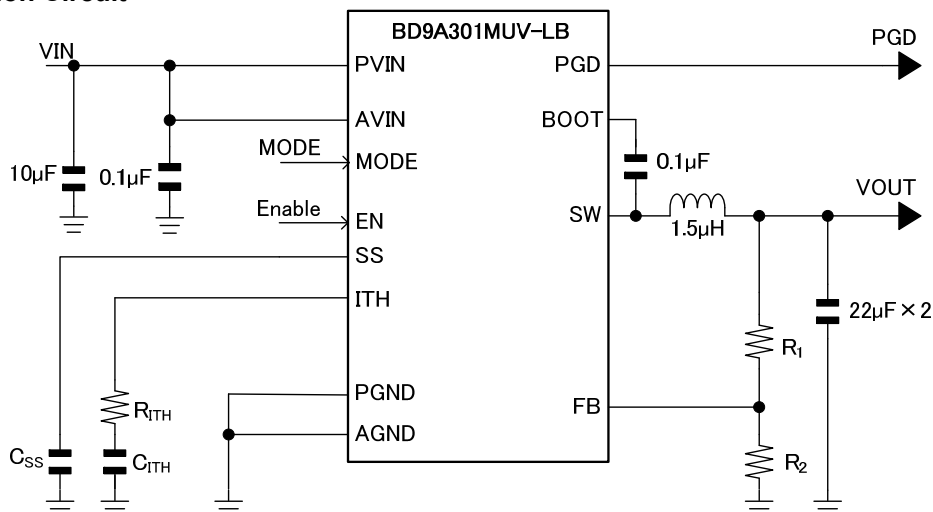 BD9A301MUV-LB
VIN
PVIN
PGD
PGD
AVIN
BOOT
MODE
MODE
10µF
0.1µF
0.1µF
VOUT
Enable
EN
SW
1.5µH
SS
ITH
22µF×2
R1
PGND
FB
RITH
AGND
CSS
CITH
R2